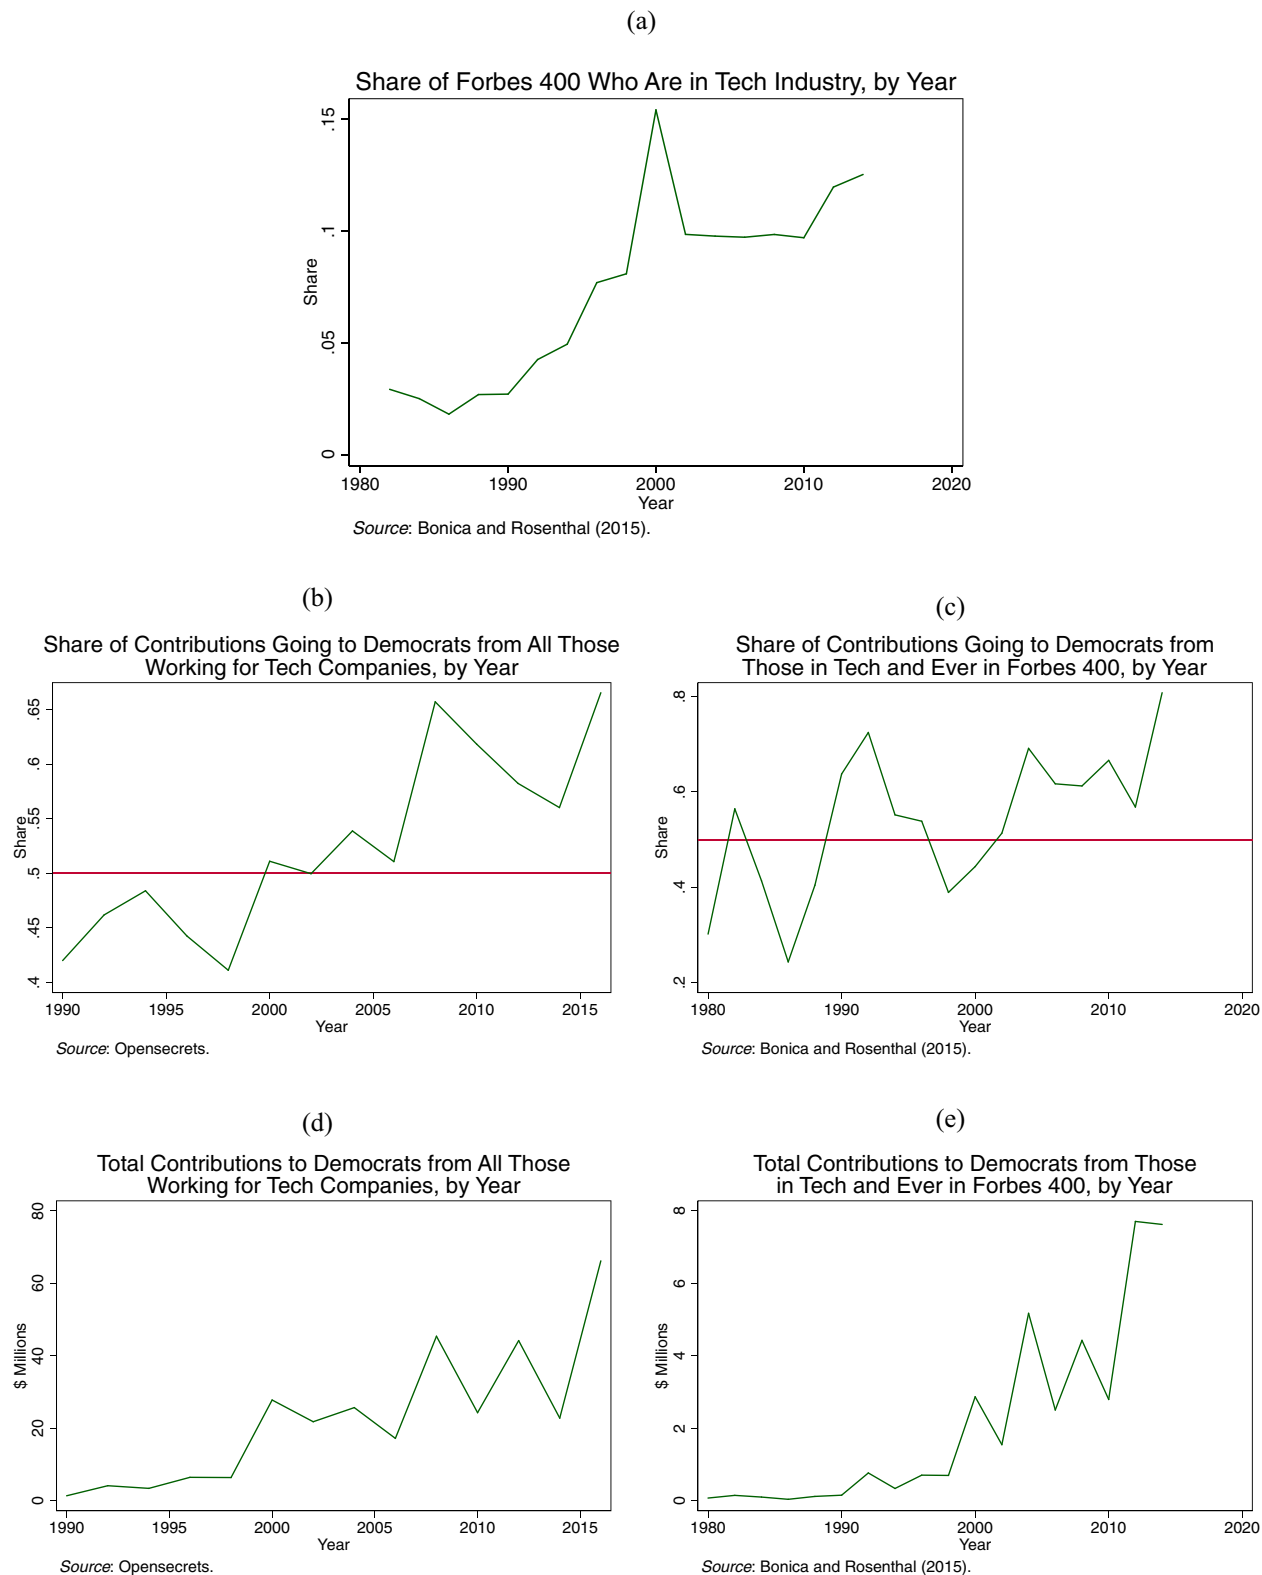 (a)
Share of Forbes 400 Who Are in Tech Industry, by Year
.15
.1
.05
0
Share
1980 1990 2000 2010 2020
Year
Source: Bonica and Rosenthal (2015).
(b)
Share of Contributions Going to Democrats from All Those
Working for Tech Companies, by Year
.65
.6
.55
.5
.45
.4
Share
1990 1995 2000 2005 2010 2015
Year
Source: Opensecrets.
(c)
Share of Contributions Going to Democrats from
Those in Tech and Ever in Forbes 400, by Year
.8
.6
.4
.2
Share
1980 1990 2000 2010 2020
Year
Source: Bonica and Rosenthal (2015).
(d)
Total Contributions to Democrats from All Those
Working for Tech Companies, by Year
80
60
40
20
0
$ Millions
1990 1995 2000 2005 2010 2015
Year
Source: Opensecrets.
(e)
Total Contributions to Democrats from Those
in Tech and Ever in Forbes 400, by Year
8
6
4
2
0
$ Millions
1980 1990 2000 2010 2020
Year
Source: Bonica and Rosenthal (2015).